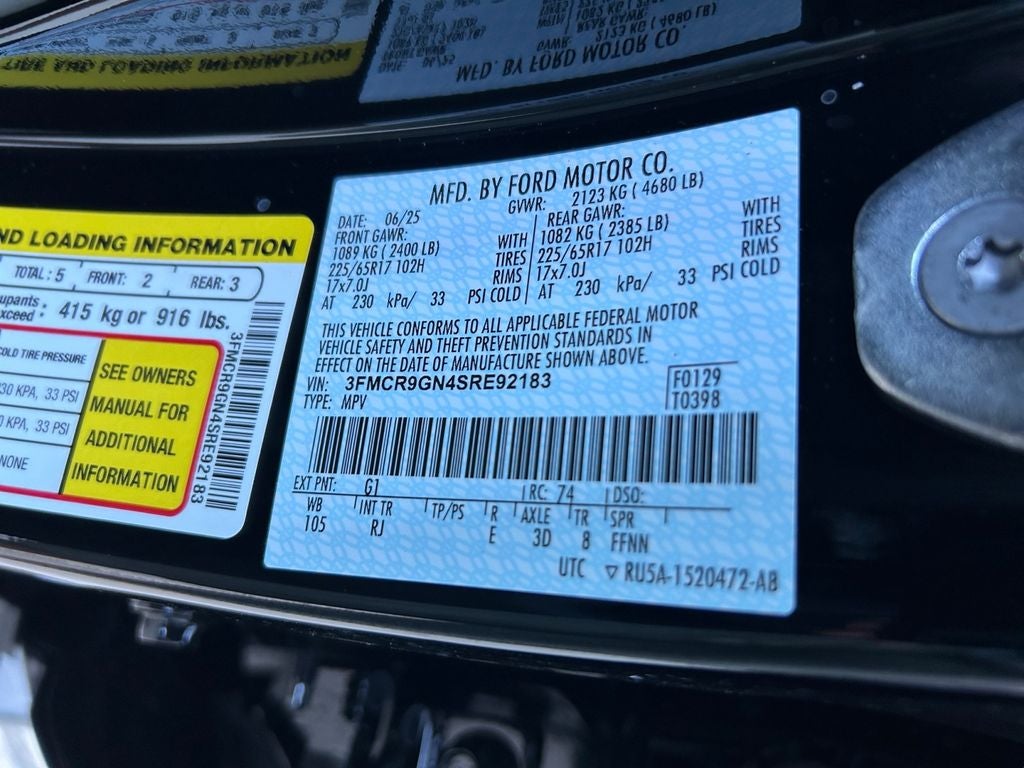 MFD. BY FORD MOTOR CO.
DATE: 06/25 GVWR: 2123 KG ( 4680 LB)
FRONT GAWR: REAR GAWR:
1089 KG ( 2400 LB) WITH 1082 KG ( 2385 LB) WITH
225/65R17 102H TIRES 225/65R17 102H TIRES
17x7.0J RIMS 17x7.0J RIMS
AT 230 kPa/ 33 PSI COLD AT 230 kPa/ 33 PSI COLD
THIS VEHICLE CONFORMS TO ALL APPLICABLE FEDERAL MOTOR
VEHICLE SAFETY AND THEFT PREVENTION STANDARDS IN
EFFECT ON THE DATE OF MANUFACTURE SHOWN ABOVE.
VIN: 3FMCR9GN4SRE92183 F0129
TYPE: MPV T0398
EXT PNT: G1 RC: 74 DSO:
WB INT TR TP/PS R AXLE TR SPR
105 RJ E 3D 8 FFNN
UTC ▽ RU5A-1520472-AB
ND LOADING INFORMATION
TOTAL : 5 FRONT: 2 REAR: 3
upants
xceed : 415 kg or 916 lbs.
COLD TIRE PRESSURE
30 KPA, 33 PSI
0 KPA, 33 PSI
NONE
SEE OWNERS
MANUAL FOR
ADDITIONAL
INFORMATION
3FMCR9GN4SRE92183